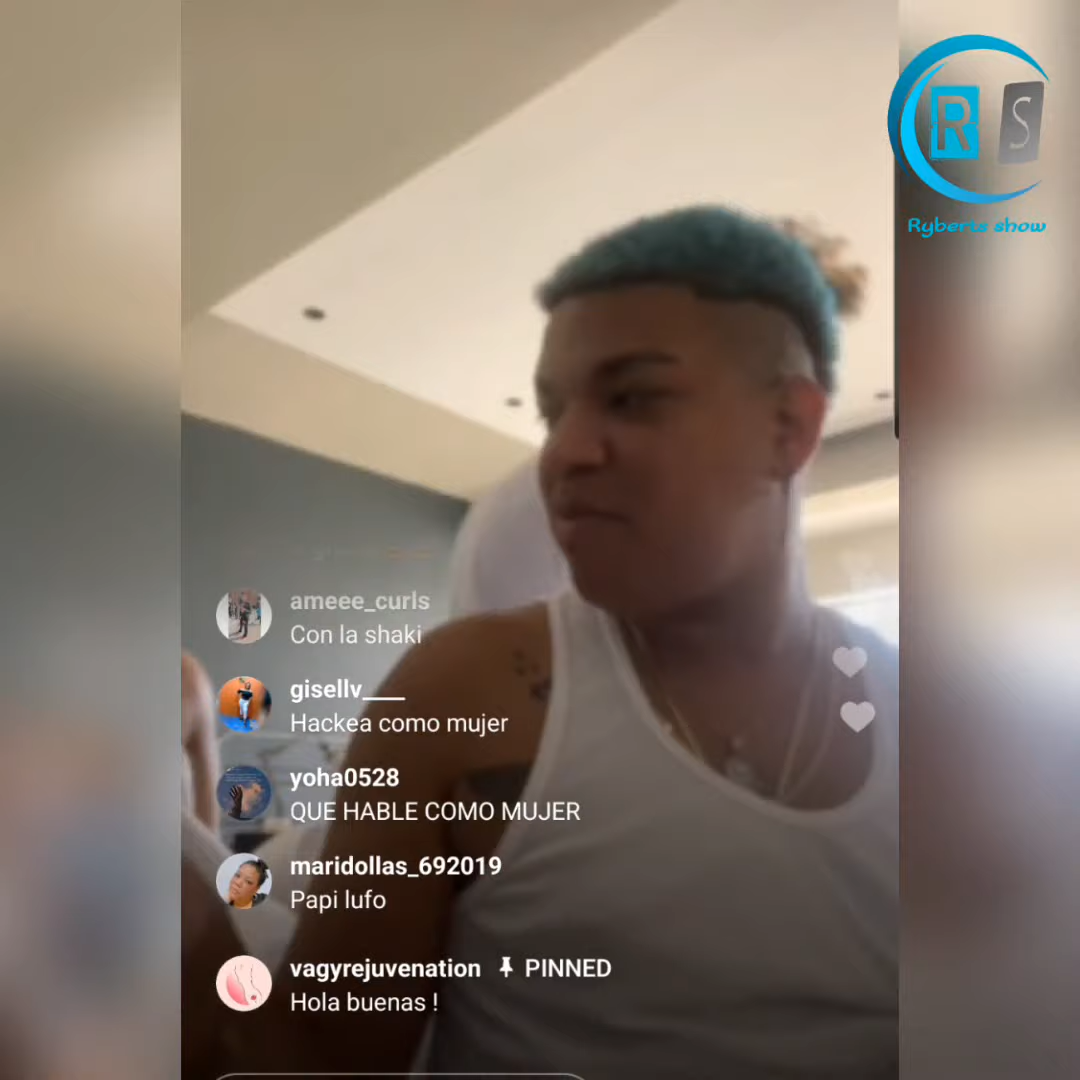 R S
Ryberts show
ameee_curls
Con la shaki
gisellv____
Hackea como mujer
yoha0528
QUE HABLE COMO MUJER
maridollas_692019
Papi lufo
vagyrejuvenation PINNED
Hola buenas !